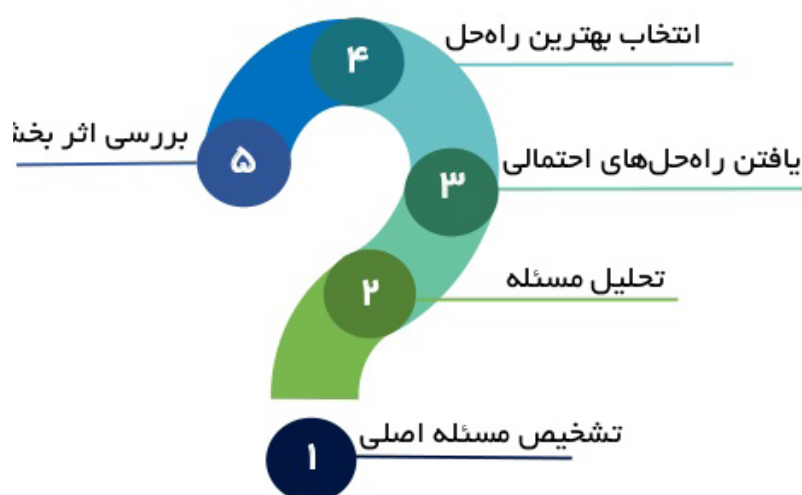 انتخاب بهترین راه‌حل
۴
بررسی اثر
۵
یافتن راه‌حل‌های احتمالی
۳
تحلیل مسئله
۲
تشخیص مسئله اصلی
۱